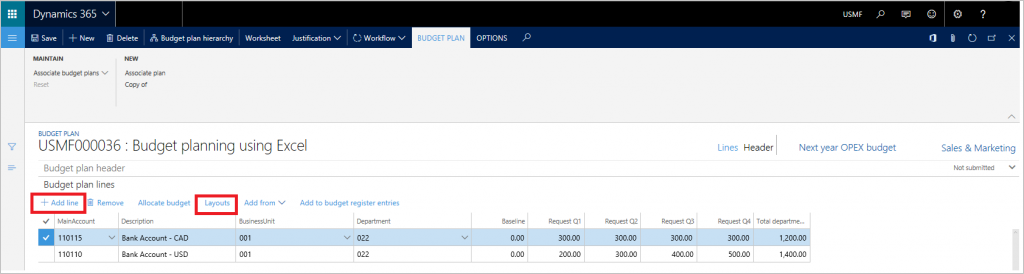 Dynamics 365 USMF ?
Save + New Delete Budget plan hierarchy Worksheet Justification Workflow BUDGET PLAN OPTIONS
MAINTAIN NEW
Associate budget plans Associate plan
Reset Copy of
BUDGET PLAN
USMF000036 : Budget planning using Excel Lines Header Next year OPEX budget Sales & Marketing
Budget plan header Not submitted
Budget plan lines
+ Add line Remove Allocate budget Layouts Add from Add to budget register entries
MainAccount Description BusinessUnit Department Baseline Request Q1 Request Q2 Request Q3 Request Q4 Total departme...
110115 Bank Account - CAD 001 022 0.00 300.00 300.00 300.00 300.00 1,200.00
110110 Bank Account - USD 001 022 0.00 200.00 300.00 400.00 500.00 1,400.00